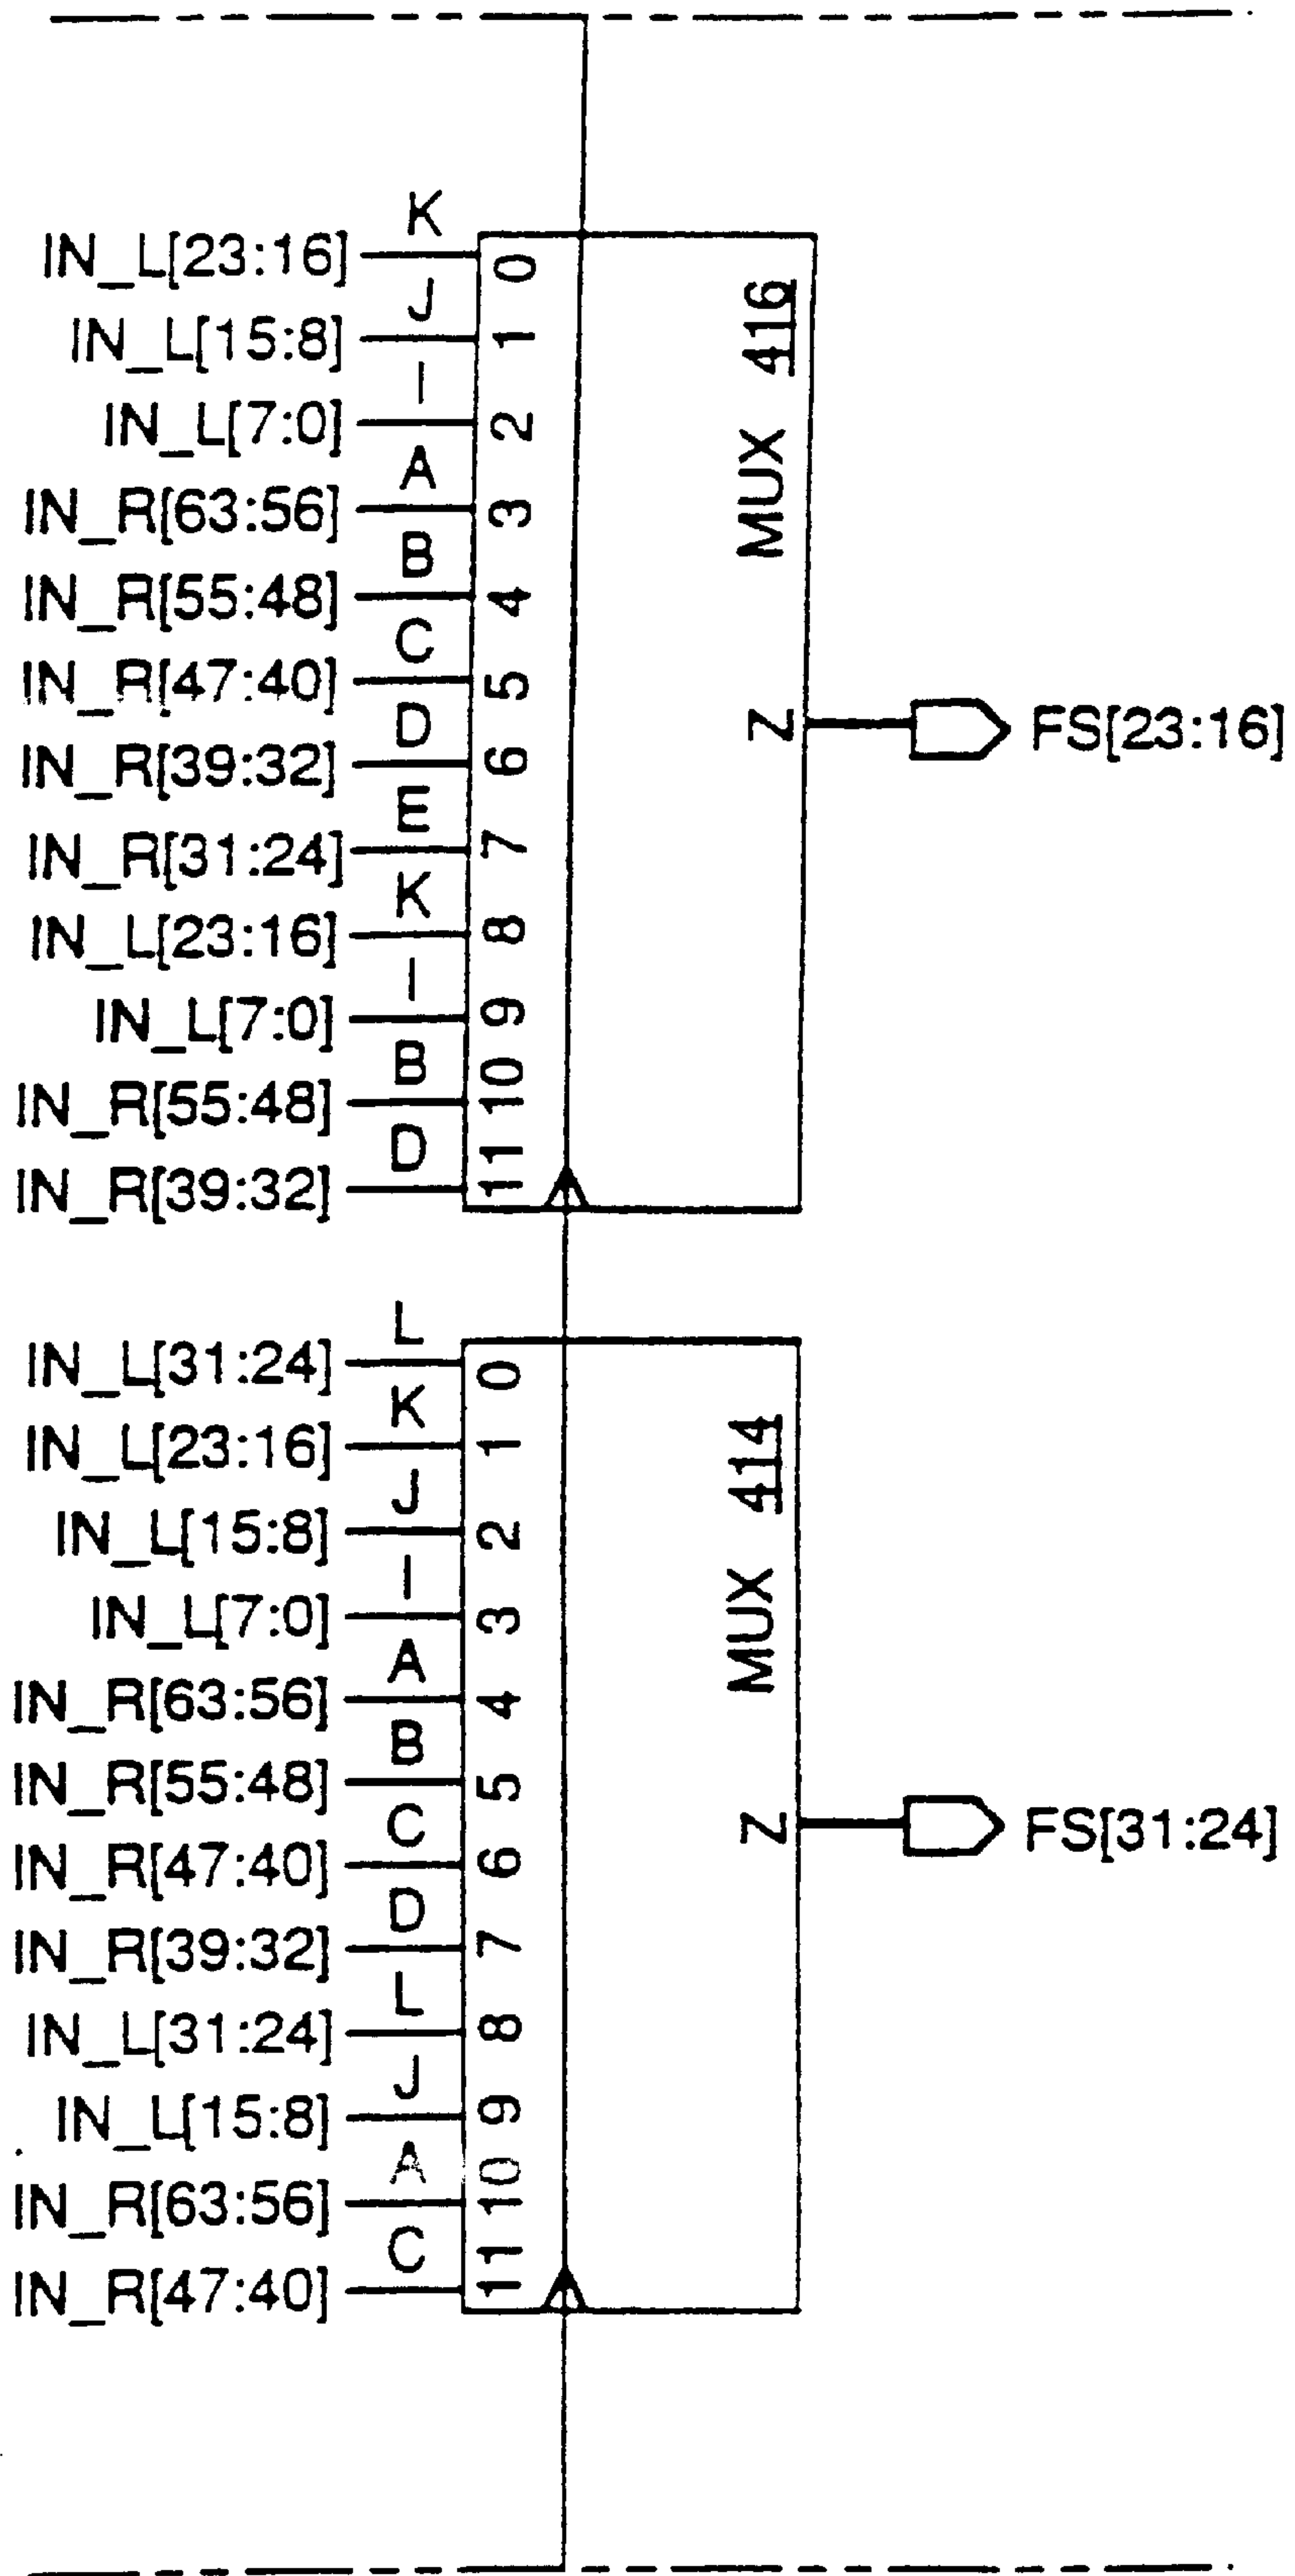 K
IN_L[23:16] 0
J
IN_L[15:8] 1
I
IN_L[7:0] 2
A
IN_R[63:56] 3
B
IN_R[55:48] 4
C
IN_R[47:40] 5
D
IN_R[39:32] 6
E
IN_R[31:24] 7
K
IN_L[23:16] 8
I
IN_L[7:0] 9
B
IN_R[55:48] 10
D
IN_R[39:32] 11
MUX 416
Z
FS[23:16]
L
IN_L[31:24] 0
K
IN_L[23:16] 1
J
IN_L[15:8] 2
I
IN_L[7:0] 3
A
IN_R[63:56] 4
B
IN_R[55:48] 5
C
IN_R[47:40] 6
D
IN_R[39:32] 7
L
IN_L[31:24] 8
J
IN_L[15:8] 9
A
IN_R[63:56] 10
C
IN_R[47:40] 11
MUX 414
Z
FS[31:24]